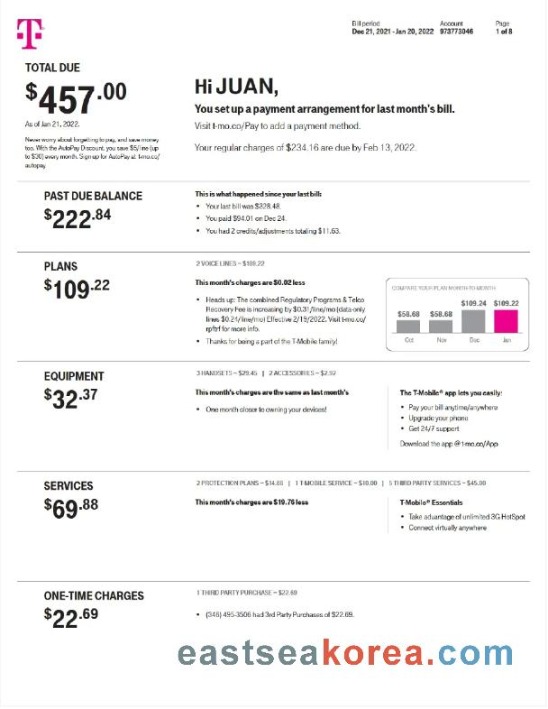 T
Bill period
Dec 21, 2021 - Jan 20, 2022
Account
973773046
Page
1 of 8
TOTAL DUE
$457.00
As of Jan 21, 2022.
Never worry about forgetting to pay, and save money
too. With the AutoPay Discount, you save $5/line (up
to $30) every month. Sign up for AutoPay at t-mo.co/
autopay
Hi JUAN,
You set up a payment arrangement for last month's bill.
Visit t-mo.co/Pay to add a payment method.
Your regular charges of $234.16 are due by Feb 13, 2022.
PAST DUE BALANCE
$222.84
This is what happened since your last bill:
• Your last bill was $328.48.
• You paid $94.01 on Dec 24.
• You had 2 credits/adjustments totaling $11.63.
PLANS
$109.22
2 VOICE LINES – $109.22
This month's charges are $0.02 less
• Heads up: The combined Regulatory Programs & Telco
Recovery Fee is increasing by $0.31/line/mo (data only
lines $0.24/line/mo) Effective 2/19/2022. Visit t-mo.co/
rpftrf for more info.
• Thanks for being a part of the T-Mobile family!
COMPARE YOUR PLAN MONTH TO MONTH
$58.68 $58.68 $109.24 $109.22
Oct Nov Dec Jan
EQUIPMENT
$32.37
3 HANDSETS – $29.45 | 2 ACCESSORIES – $2.92
This month's charges are the same as last month's
• One month closer to owning your devices!
The T-Mobile® app lets you easily:
• Pay your bill anytime/anywhere
• Upgrade your phone
• Get 24/7 support
Download the app @ t-mo.co/App
SERVICES
$69.88
2 PROTECTION PLANS – $14.88 | 1 T-MOBILE SERVICE – $10.00 | 5 THIRD PARTY SERVICES – $45.00
This month's charges are $19.76 less
T-Mobile® Essentials
• Take advantage of unlimited 3G HotSpot
• Connect virtually anywhere
ONE-TIME CHARGES
$22.69
1 THIRD PARTY PURCHASE – $22.69
• (346) 495-3506 had 3rd Party Purchases of $22.69.
eastseakorea.com